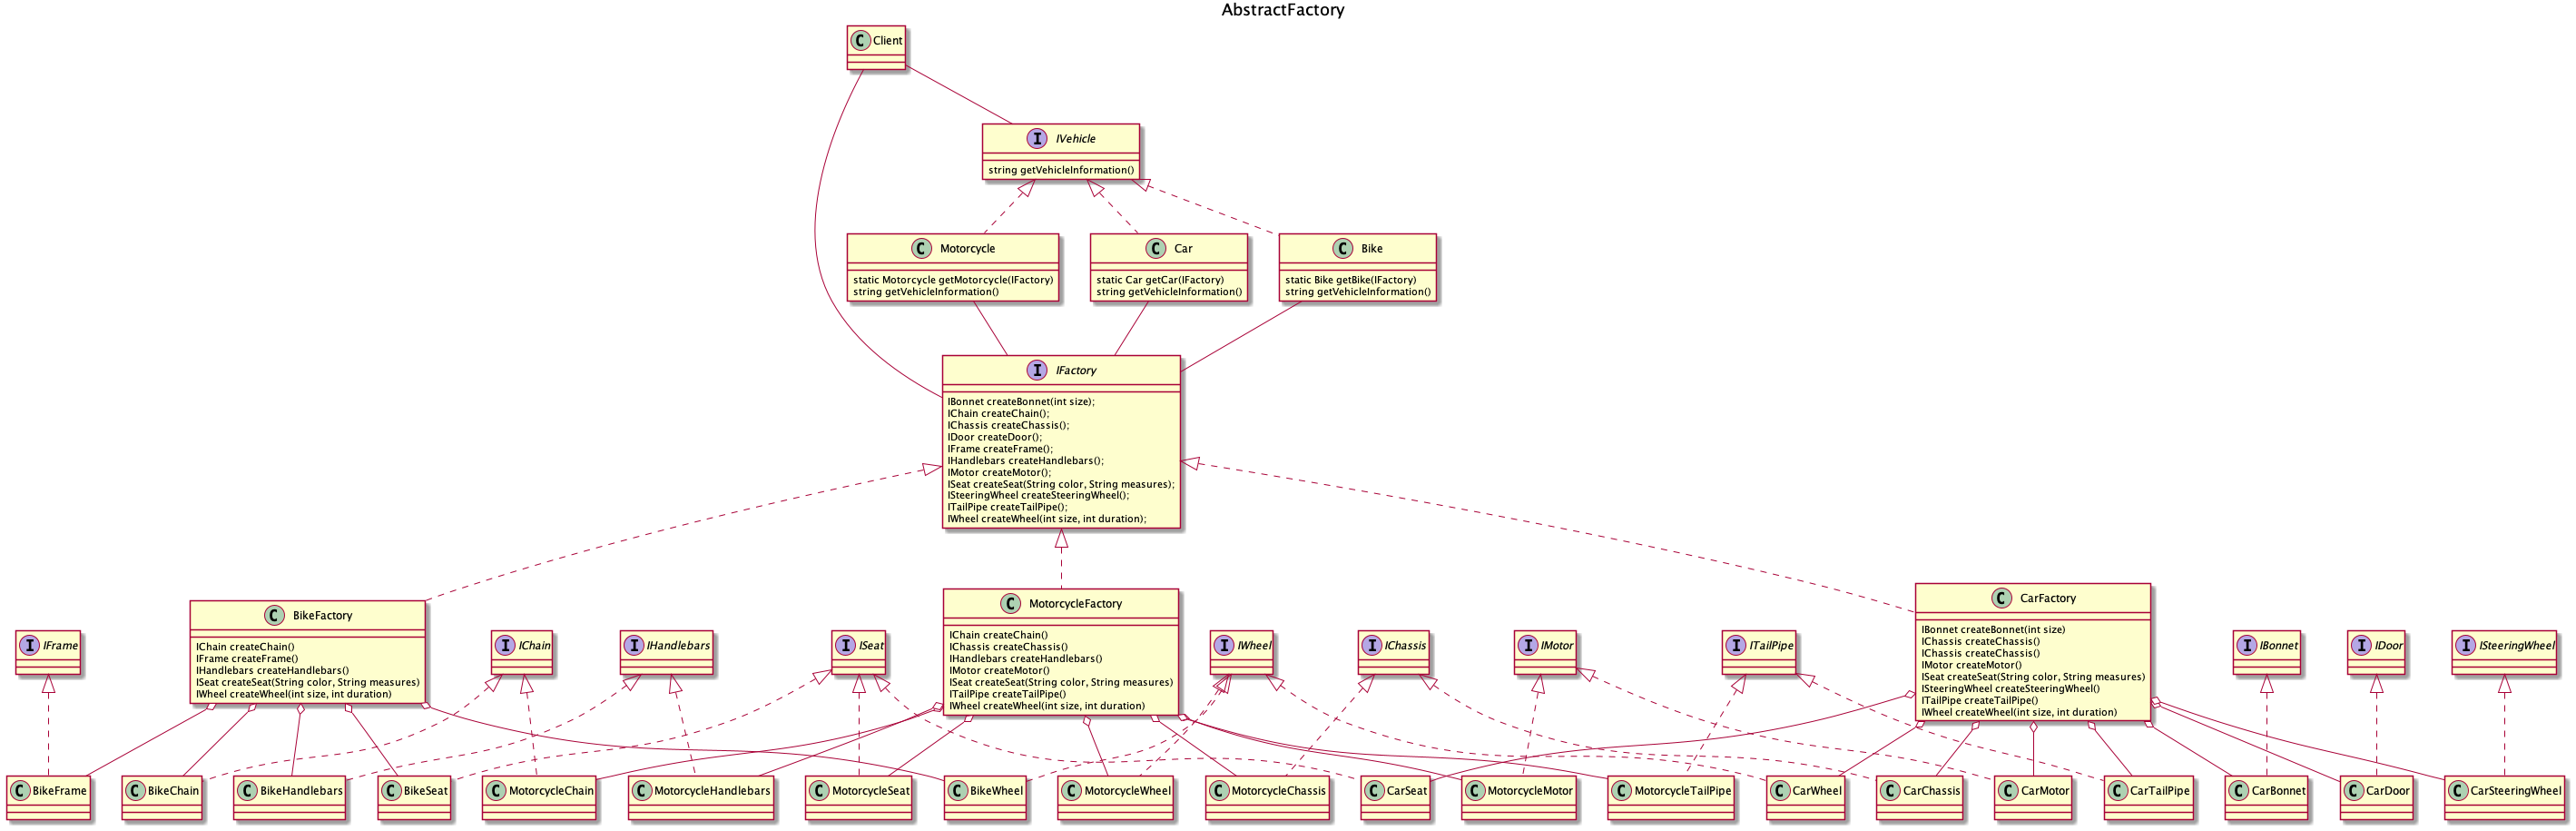 AbstractFactory
C Client
I IVehicle
string getVehicleInformation()
C Motorcycle
static Motorcycle getMotorcycle(IFactory)
string getVehicleInformation()
C Car
static Car getCar(IFactory)
string getVehicleInformation()
C Bike
static Bike getBike(IFactory)
string getVehicleInformation()
I IFactory
IBonnet createBonnet(int size);
IChain createChain();
IChassis createChassis();
IDoor createDoor();
IFrame createFrame();
IHandlebars createHandlebars();
IMotor createMotor();
ISeat createSeat(String color, String measures);
ISteeringWheel createSteeringWheel();
ITailPipe createTailPipe();
IWheel createWheel(int size, int duration);
I IFrame
C BikeFactory
IChain createChain()
IFrame createFrame()
IHandlebars createHandlebars()
ISeat createSeat(String color, String measures)
IWheel createWheel(int size, int duration)
I IChain
I IHandlebars
I ISeat
C MotorcycleFactory
IChain createChain()
IChassis createChassis()
IHandlebars createHandlebars()
IMotor createMotor()
ISeat createSeat(String color, String measures)
ITailPipe createTailPipe()
IWheel createWheel(int size, int duration)
I IWheel
I IChassis
I IMotor
I ITailPipe
C CarFactory
IBonnet createBonnet(int size)
IChassis createChassis()
IChassis createChassis()
IMotor createMotor()
ISeat createSeat(String color, String measures)
ISteeringWheel createSteeringWheel()
ITailPipe createTailPipe()
IWheel createWheel(int size, int duration)
I IBonnet
I IDoor
I ISteeringWheel
C BikeFrame
C BikeChain
C BikeHandlebars
C BikeSeat
C MotorcycleChain
C MotorcycleHandlebars
C MotorcycleSeat
C BikeWheel
C MotorcycleWheel
C MotorcycleChassis
C CarSeat
C MotorcycleMotor
C MotorcycleTailPipe
C CarWheel
C CarChassis
C CarMotor
C CarTailPipe
C CarBonnet
C CarDoor
C CarSteeringWheel